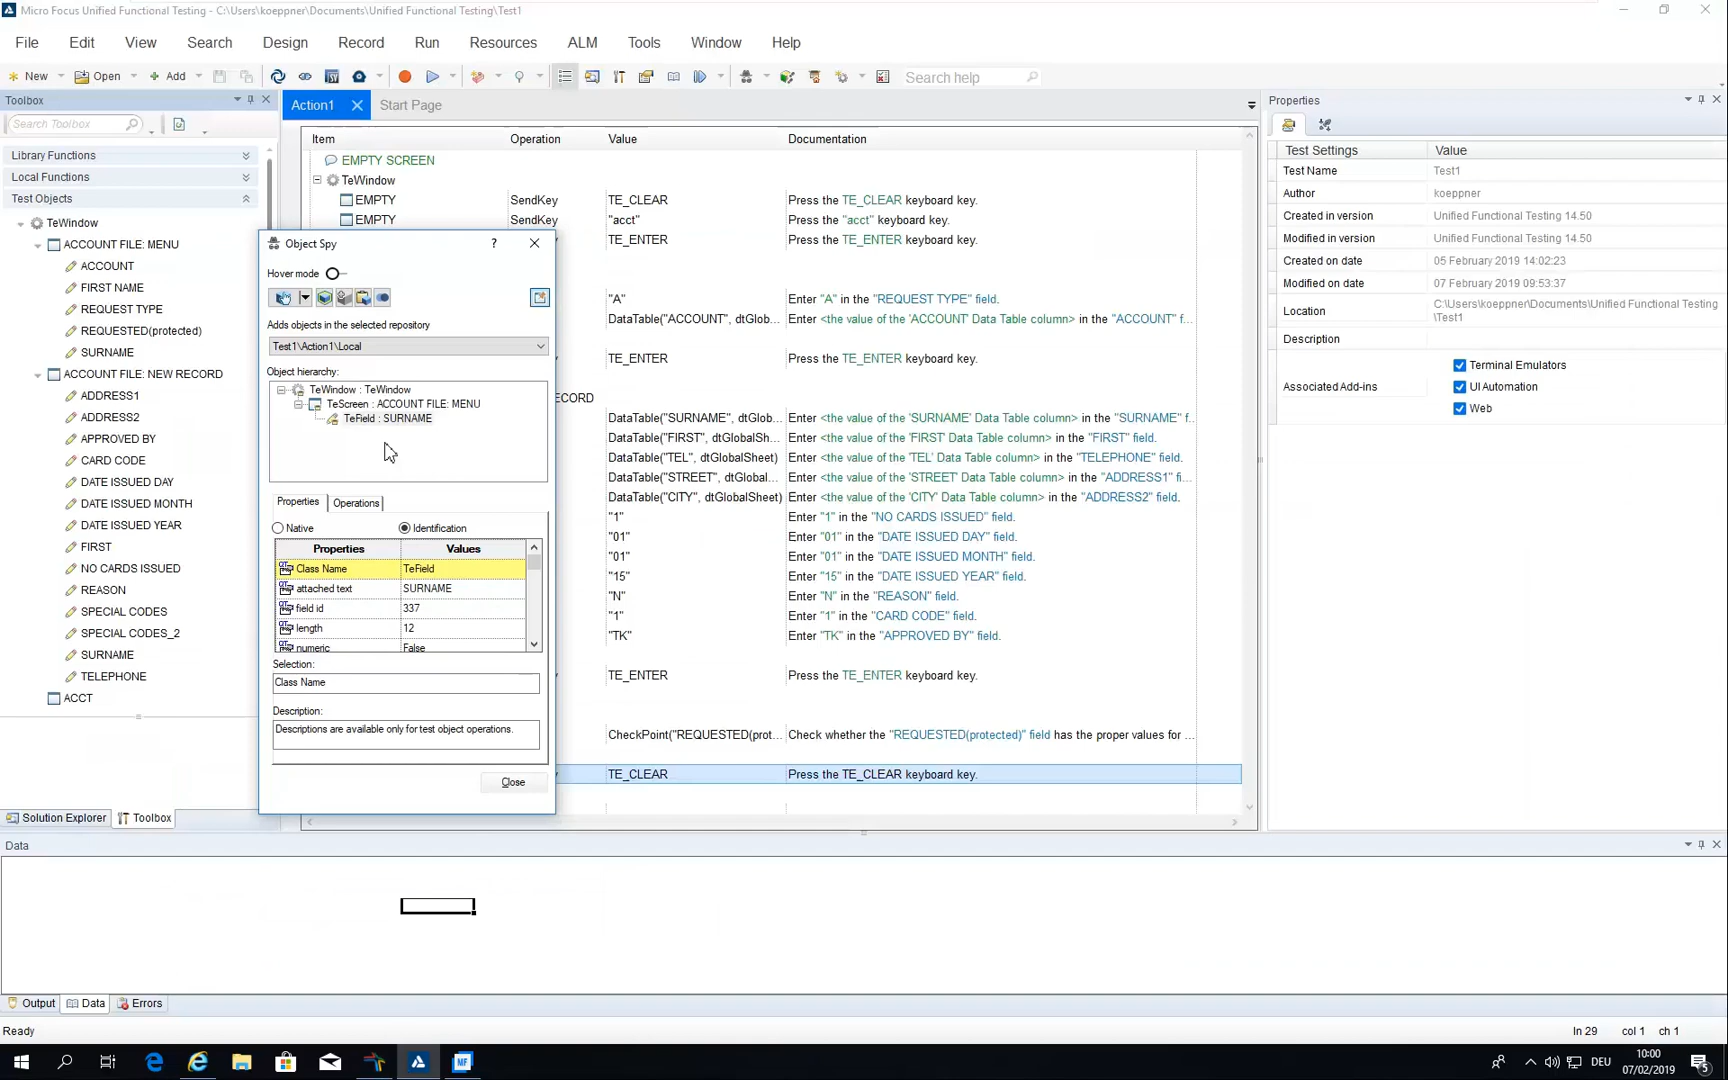 Micro Focus Unified Functional Testing - C:\Users\koeppner\Documents\Unified Functional Testing\Test1
File Edit View Search Design Record Run Resources ALM Tools Window Help
New Open Add Search help
Toolbox
Search Toolbox
Library Functions
Local Functions
Test Objects
TeWindow
ACCOUNT FILE: MENU
ACCOUNT
FIRST NAME
REQUEST TYPE
REQUESTED(protected)
SURNAME
ACCOUNT FILE: NEW RECORD
ADDRESS1
ADDRESS2
APPROVED BY
CARD CODE
DATE ISSUED DAY
DATE ISSUED MONTH
DATE ISSUED YEAR
FIRST
NO CARDS ISSUED
REASON
SPECIAL CODES
SPECIAL CODES_2
SURNAME
TELEPHONE
ACCT
Solution Explorer Toolbox
Action1 Start Page
Item Operation Value Documentation
EMPTY SCREEN
TeWindow
EMPTY SendKey TE_CLEAR Press the TE_CLEAR keyboard key.
EMPTY SendKey "acct" Press the "acct" keyboard key.
TE_ENTER Press the TE_ENTER keyboard key.
"A" Enter "A" in the "REQUEST TYPE" field.
DataTable("ACCOUNT", dtGlob... Enter <the value of the 'ACCOUNT' Data Table column> in the "ACCOUNT" f...
TE_ENTER Press the TE_ENTER keyboard key.
ECORD
DataTable("SURNAME", dtGlob... Enter <the value of the 'SURNAME' Data Table column> in the "SURNAME" f...
DataTable("FIRST", dtGlobalSh... Enter <the value of the 'FIRST' Data Table column> in the "FIRST" field.
DataTable("TEL", dtGlobalSheet) Enter <the value of the 'TEL' Data Table column> in the "TELEPHONE" field.
DataTable("STREET", dtGlobal... Enter <the value of the 'STREET' Data Table column> in the "ADDRESS1" fi...
DataTable("CITY", dtGlobalSheet) Enter <the value of the 'CITY' Data Table column> in the "ADDRESS2" field.
"1" Enter "1" in the "NO CARDS ISSUED" field.
"01" Enter "01" in the "DATE ISSUED DAY" field.
"01" Enter "01" in the "DATE ISSUED MONTH" field.
"15" Enter "15" in the "DATE ISSUED YEAR" field.
"N" Enter "N" in the "REASON" field.
"1" Enter "1" in the "CARD CODE" field.
"TK" Enter "TK" in the "APPROVED BY" field.
TE_ENTER Press the TE_ENTER keyboard key.
CheckPoint("REQUESTED(prot... Check whether the "REQUESTED(protected)" field has the proper values for ...
TE_CLEAR Press the TE_CLEAR keyboard key.
Object Spy ?
Hover mode
Adds objects in the selected repository
Test1\Action1\Local
Object hierarchy:
TeWindow : TeWindow
TeScreen : ACCOUNT FILE: MENU
TeField : SURNAME
Properties Operations
Native Identification
Properties Values
Class Name TeField
attached text SURNAME
field id 337
length 12
numeric False
Selection:
Class Name
Description:
Descriptions are available only for test object operations.
Close
Properties
Test Settings Value
Test Name Test1
Author koeppner
Created in version Unified Functional Testing 14.50
Modified in version Unified Functional Testing 14.50
Created on date 05 February 2019 14:02:23
Modified on date 07 February 2019 09:53:37
Location C:\Users\koeppner\Documents\Unified Functional Testing
\Test1
Description
Associated Add-ins Terminal Emulators
UI Automation
Web
Data
Output Data Errors
Ready ln 29 col 1 ch 1
MF DEU 10:00
07/02/2019 5